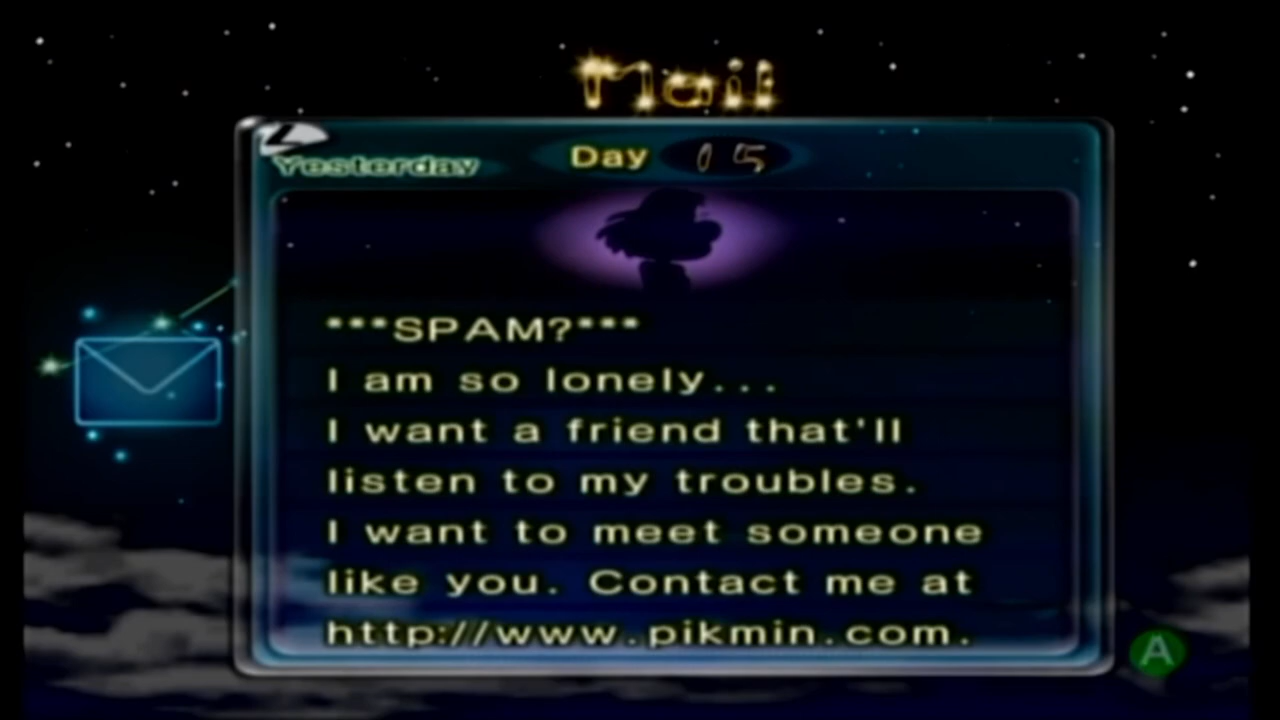 Mail
L
Yesterday
Day 15
***SPAM?***
I am so lonely...
I want a friend that'll
listen to my troubles.
I want to meet someone
like you. Contact me at
http://www.pikmin.com.
A